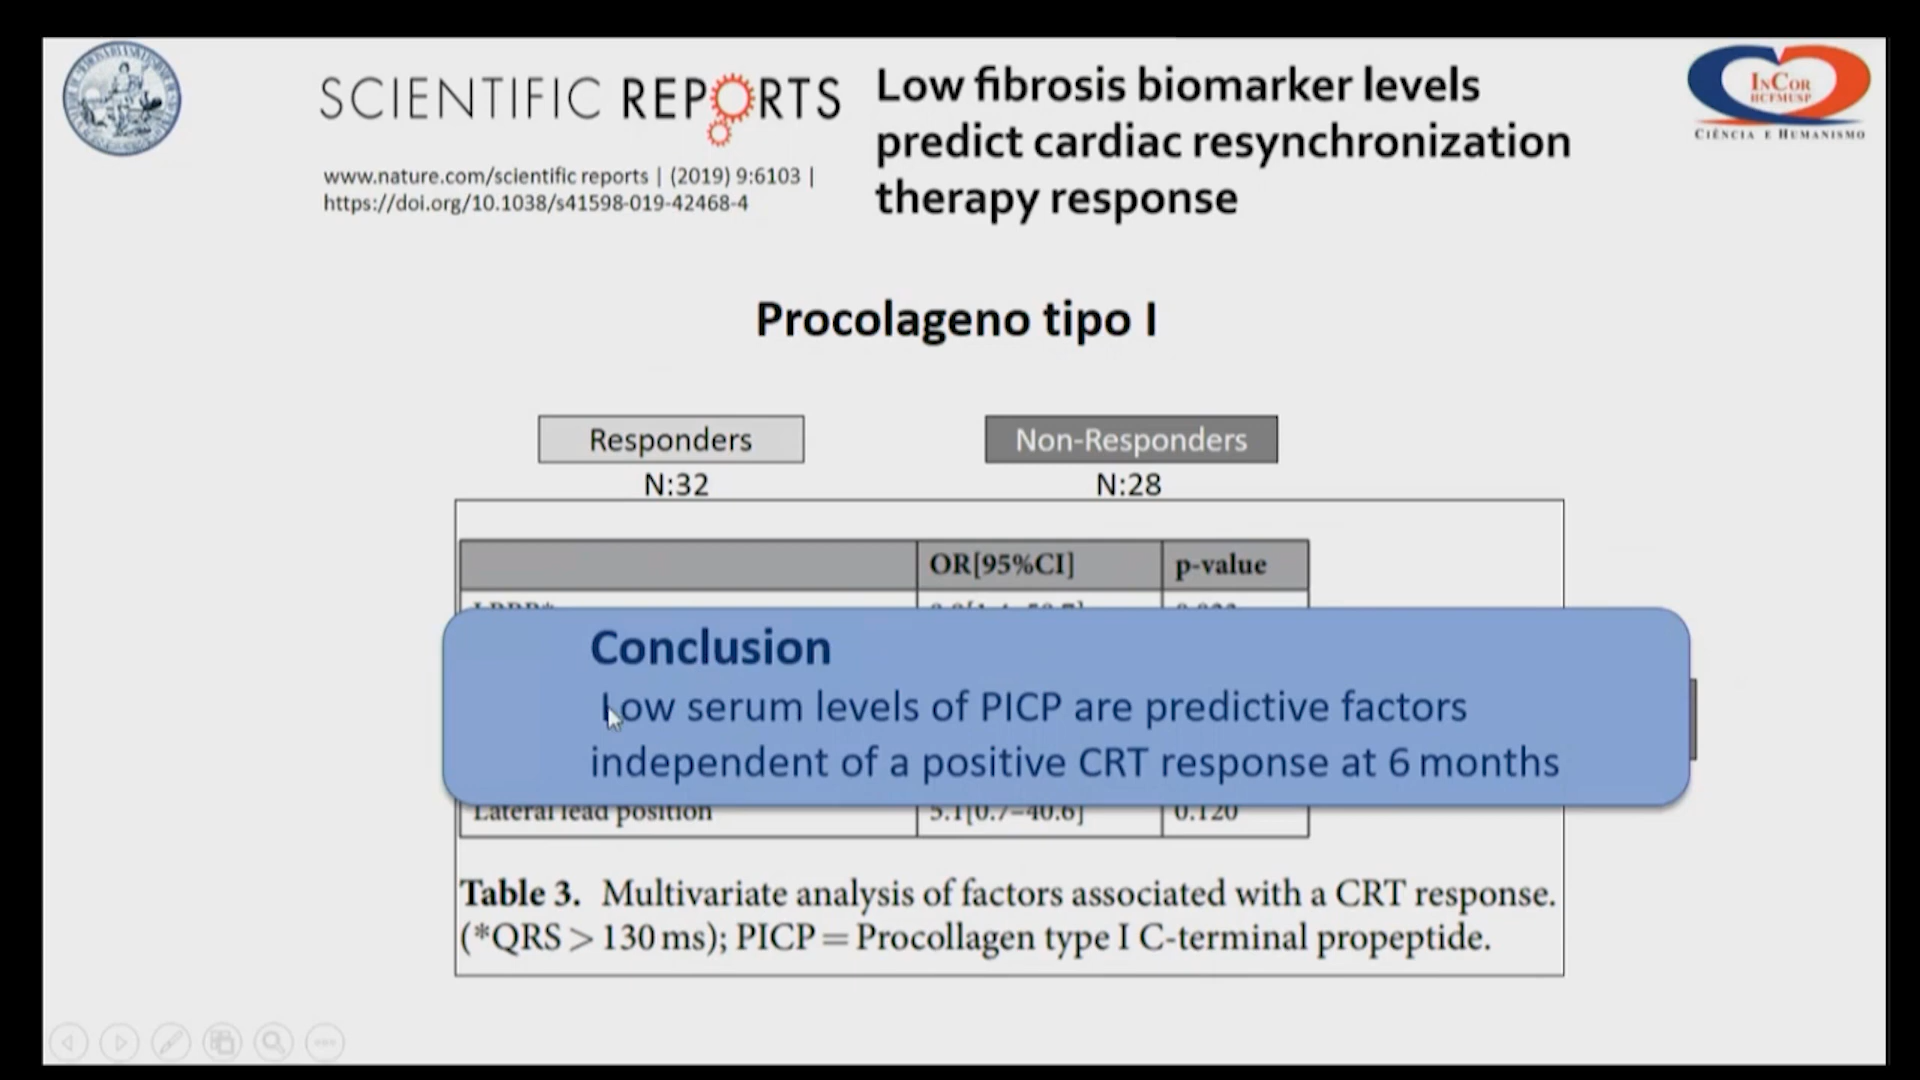 SCIENTIFIC REPORTS
www.nature.com/scientific reports | (2019) 9:6103 |
https://doi.org/10.1038/s41598-019-42468-4
Low fibrosis biomarker levels
predict cardiac resynchronization
therapy response
INCOR
HCFMUSP
CIÊNCIA E HUMANISMO
Procolageno tipo I
Responders
Non-Responders
N:32
N:28
OR[95%CI] p-value
Conclusion
Low serum levels of PICP are predictive factors
independent of a positive CRT response at 6 months
Lateral lead position 5.1[0.7–40.6] 0.120
Table 3. Multivariate analysis of factors associated with a CRT response.
(*QRS > 130 ms); PICP = Procollagen type I C-terminal propeptide.